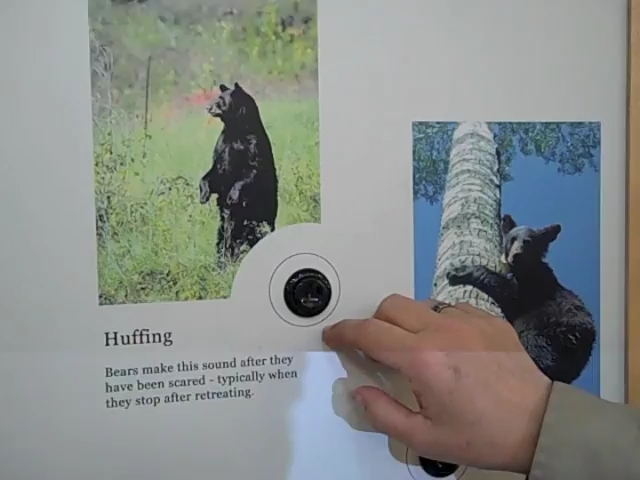 Huffing
Bears make this sound after they
have been scared - typically when
they stop after retreating.